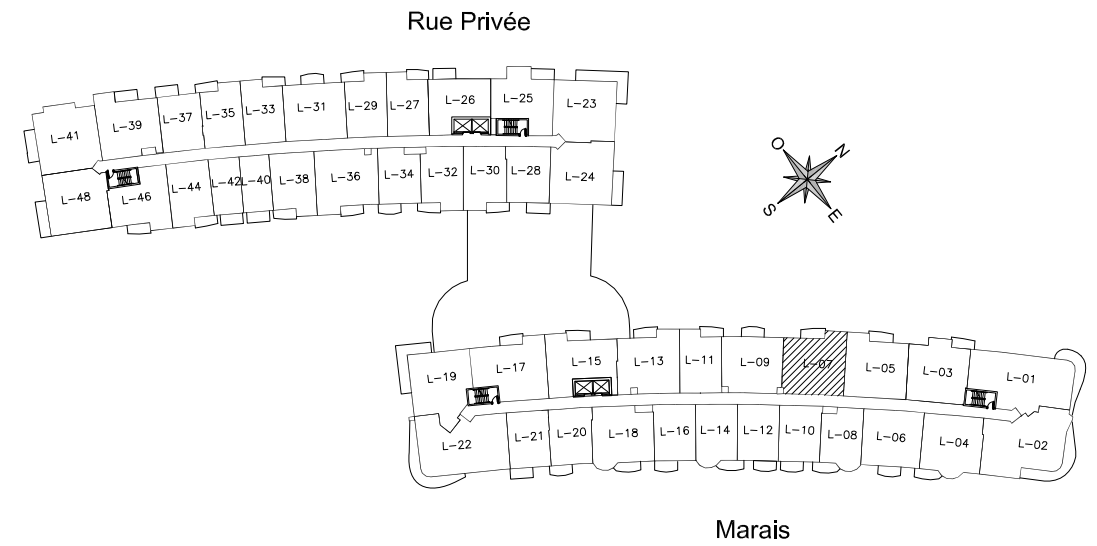 Rue Privée
L-41 L-39 L-37 L-35 L-33 L-31 L-29 L-27 L-26 L-25 L-23
L-48 L-46 L-44 L-42 L-40 L-38 L-36 L-34 L-32 L-30 L-28 L-24
O N
S E
L-19 L-17 L-15 L-13 L-11 L-09 L-07 L-05 L-03 L-01
L-22 L-21 L-20 L-18 L-16 L-14 L-12 L-10 L-08 L-06 L-04 L-02
Marais